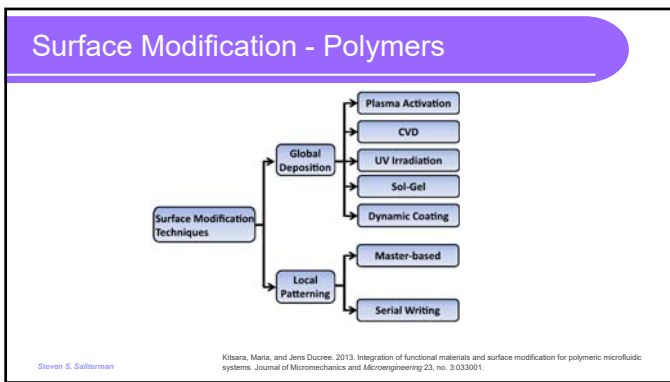 Surface Modification - Polymers
Plasma Activation
CVD
Global
Deposition
UV Irradiation
Sol-Gel
Dynamic Coating
Surface Modification
Techniques
Master-based
Local
Patterning
Serial Writing
Kitsara, Maria, and Jens Ducree. 2013. Integration of functional materials and surface modification for polymeric microfluidic
systems. Journal of Micromechanics and Microengineering 23, no. 3:033001.
Steven S. Saliterman